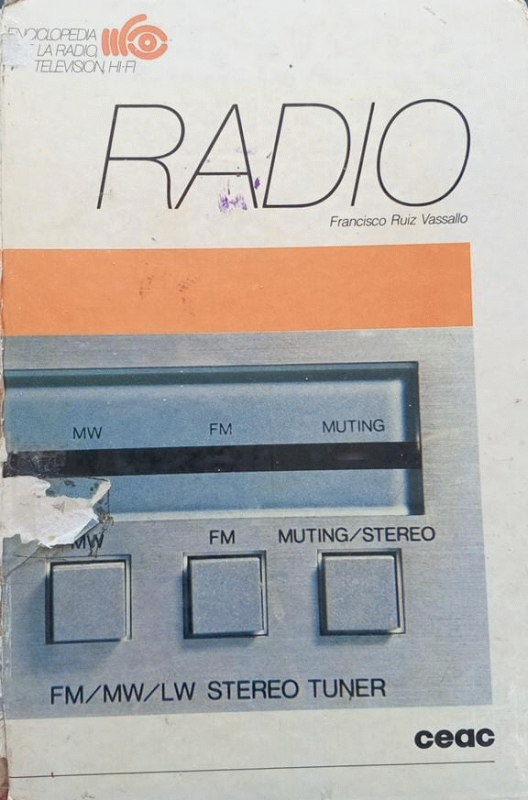 ENCICLOPEDIA
LA RADIO,
TELEVISION, HI-FI
RADIO
Francisco Ruiz Vassallo
MW FM MUTING
MW FM MUTING/STEREO
FM/MW/LW STEREO TUNER
ceac